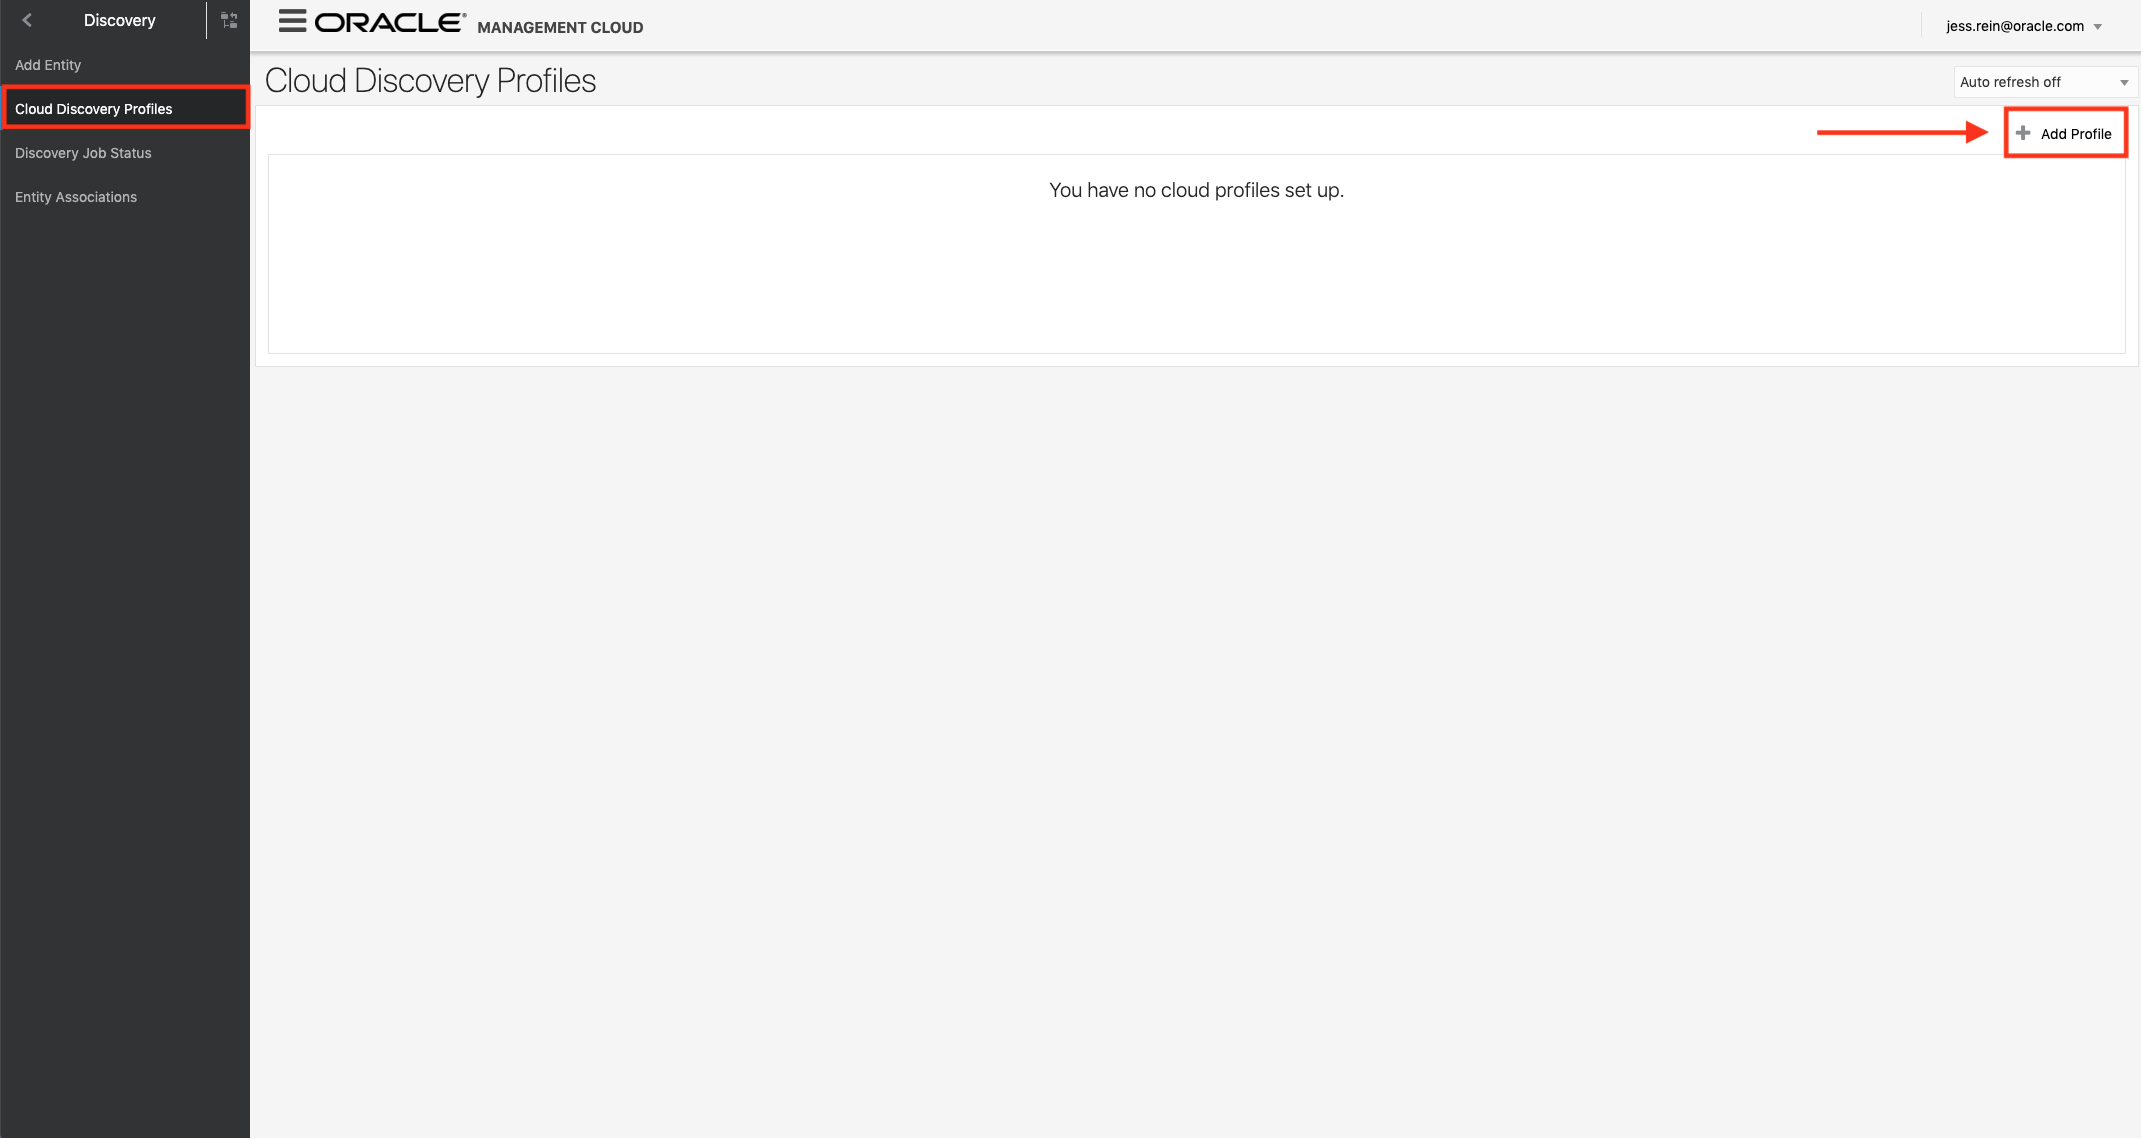 Discovery
Add Entity
Cloud Discovery Profiles
Discovery Job Status
Entity Associations
ORACLE® MANAGEMENT CLOUD
jess.rein@oracle.com
Cloud Discovery Profiles
Auto refresh off
Add Profile
You have no cloud profiles set up.